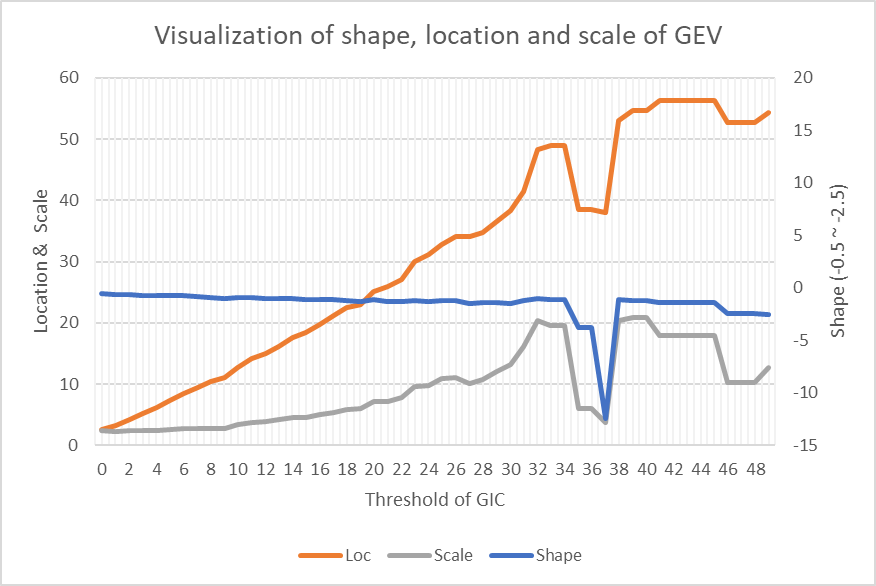 Visualization of shape, location and scale of GEV
60
50
40
30
20
10
0
Location & Scale
20
15
10
5
0
-5
-10
-15
Shape (-0.5 ~ -2.5)
0 2 4 6 8 10 12 14 16 18 20 22 24 26 28 30 32 34 36 38 40 42 44 46 48
Threshold of GIC
Loc Scale Shape